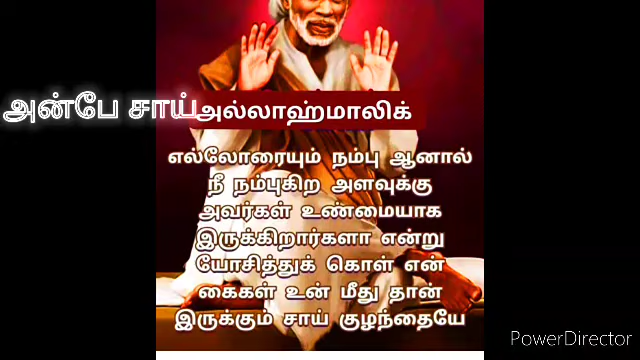 அன்பே சாய்
அல்லாஹ்மாலிக்
எல்லோரையும் நம்பு ஆனால்
நீ நம்புகிற அளவுக்கு
அவர்கள் உண்மையாக
இருக்கிறார்களா என்று
யோசித்துக் கொள் என்
கைகள் உன் மீது தான்
இருக்கும் சாய் குழந்தையே
PowerDirector